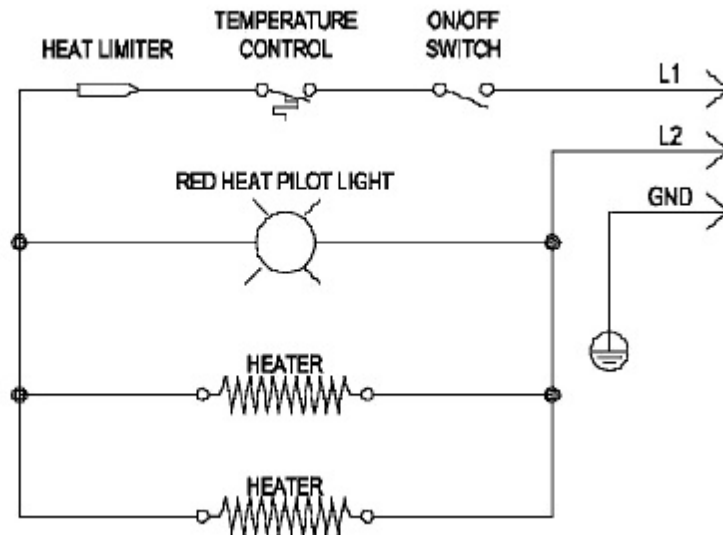 HEAT LIMITER
TEMPERATURE
CONTROL
ON/OFF
SWITCH
L1
L2
GND
RED HEAT PILOT LIGHT
HEATER
HEATER